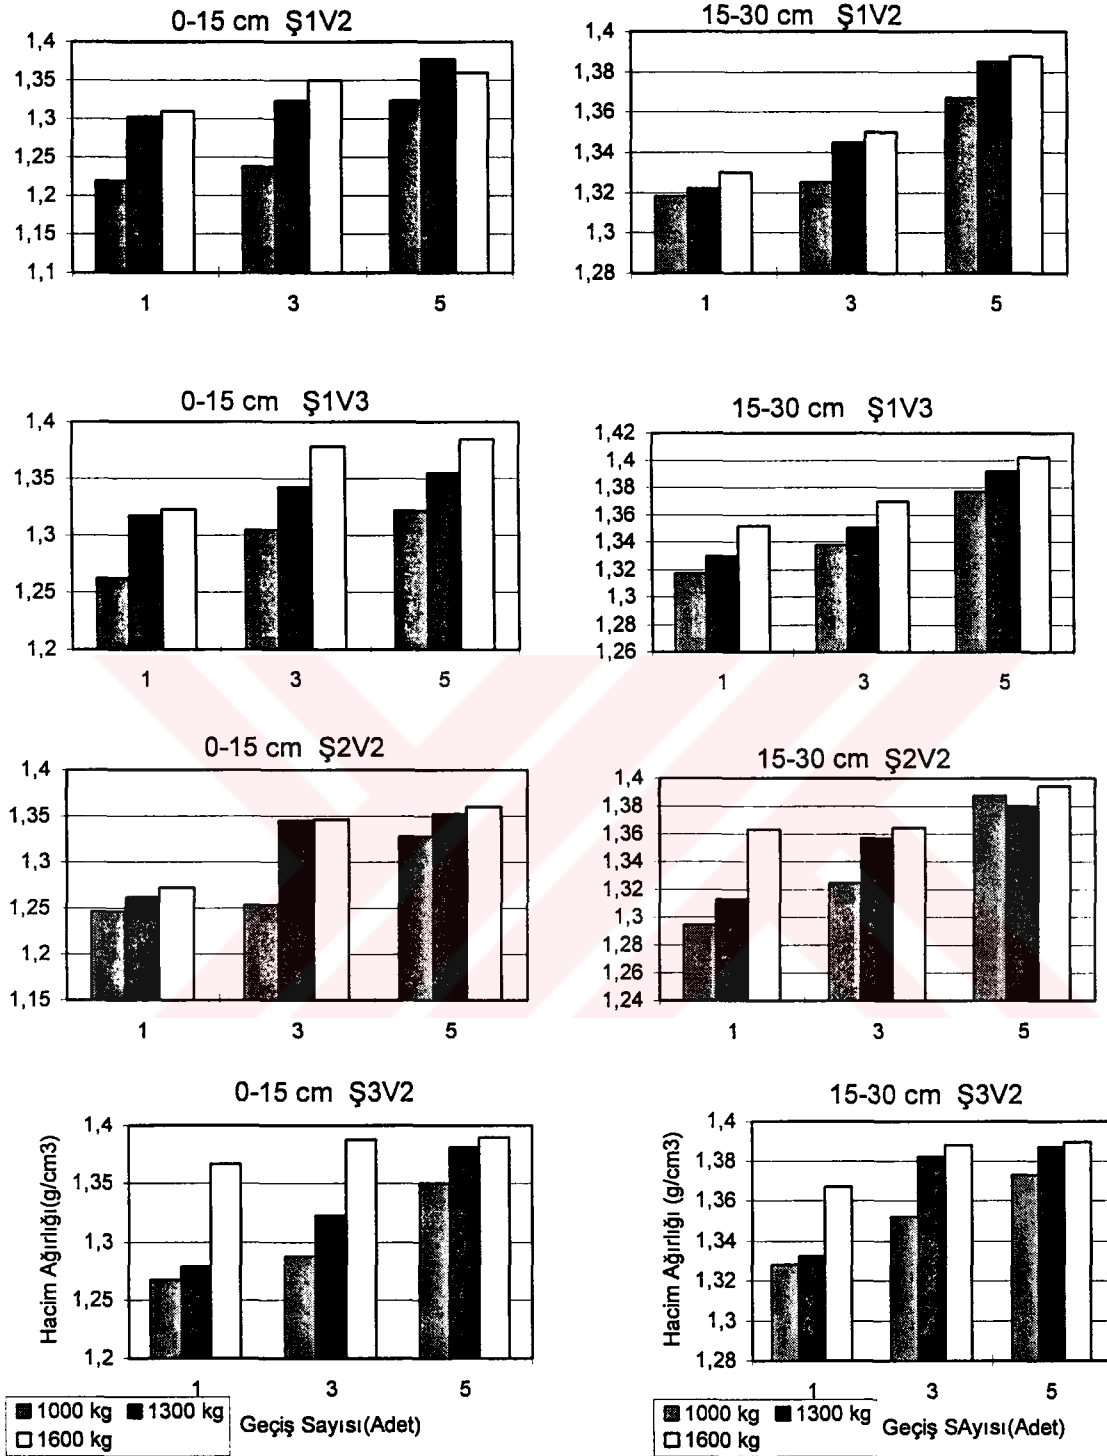 0-15 cm Ş1V2
1,4
1,35
1,3
1,25
1,2
1,15
1,1
1 3 5
15-30 cm Ş1V2
1,4
1,38
1,36
1,34
1,32
1,3
1,28
1 3 5
0-15 cm Ş1V3
1,4
1,35
1,3
1,25
1,2
1 3 5
15-30 cm Ş1V3
1,42
1,4
1,38
1,36
1,34
1,32
1,3
1,28
1,26
1 3 5
0-15 cm Ş2V2
1,4
1,35
1,3
1,25
1,2
1,15
1 3 5
15-30 cm Ş2V2
1,4
1,38
1,36
1,34
1,32
1,3
1,28
1,26
1,24
1 3 5
0-15 cm Ş3V2
Hacim Ağırlığı(g/cm3)
1,4
1,35
1,3
1,25
1,2
1 3 5
1000 kg 1300 kg
1600 kg
Geçiş Sayısı(Adet)
15-30 cm Ş3V2
Hacim Ağırlığı (g/cm3)
1,4
1,38
1,36
1,34
1,32
1,3
1,28
1 3 5
1000 kg 1300 kg
1600 kg
Geçiş SAyısı(Adet)